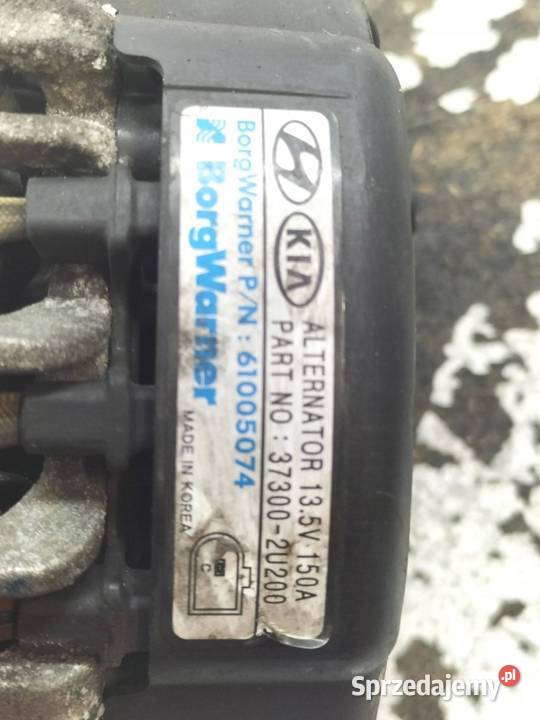 KIA
ALTERNATOR 13.5V 150A
PART NO : 37300-2U200
BorgWarner P/N : 61005074
BorgWarner
MADE IN KOREA
C
Sprzedajemy.pl